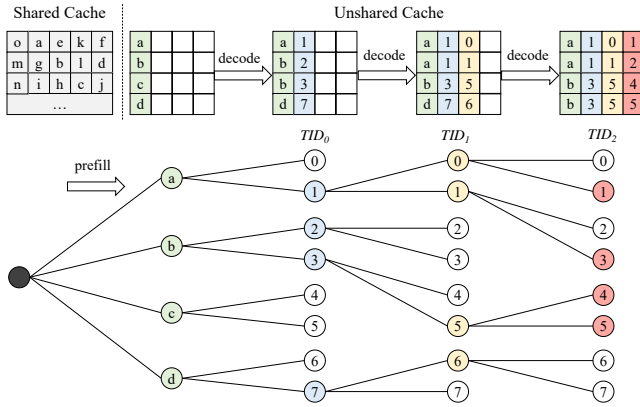 Shared Cache
Unshared Cache
o a e k f
m g b l d
n i h c j
…
a
b
c
d
decode
a 1
b 2
b 3
d 7
decode
a 1 0
a 1 1
b 3 5
d 7 6
decode
a 1 0 1
a 1 1 2
b 3 5 4
b 3 5 5
prefill
TID0
TID1
TID2
a
b
c
d
0
1
2
3
4
5
6
7
0
1
2
3
4
5
6
7
0
1
2
3
4
5
6
7